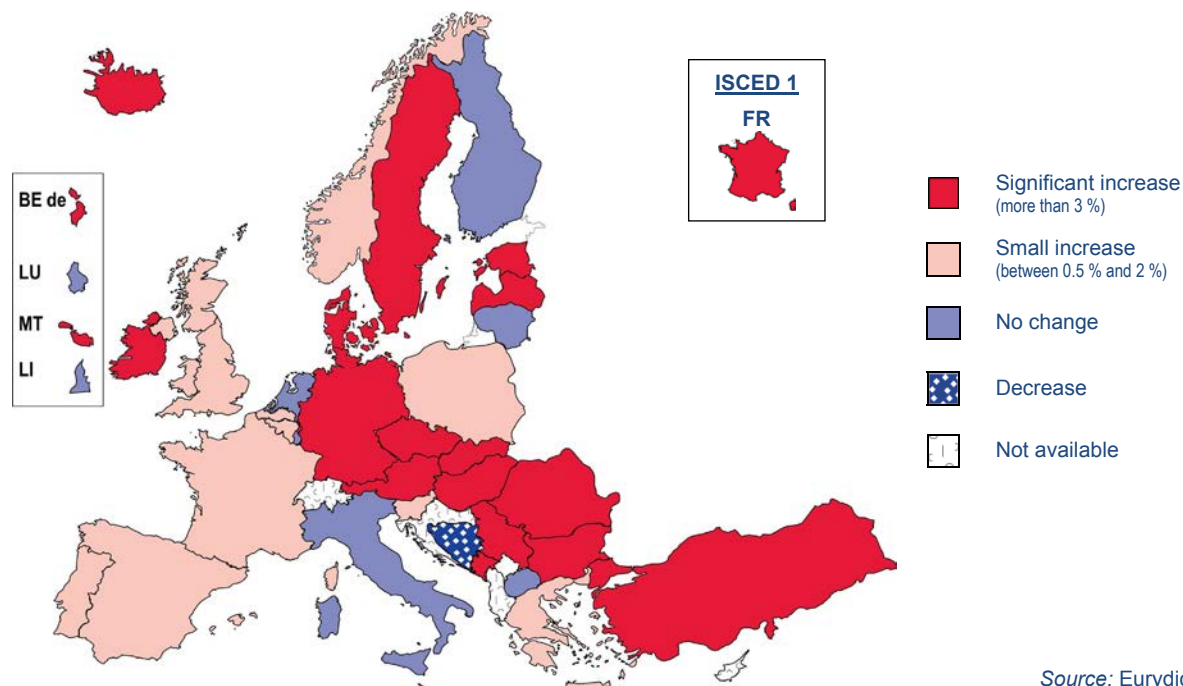 ISCED 1
FR
BE de
LU
MT
LI
Significant increase
(more than 3 %)
Small increase
(between 0.5 % and 2 %)
No change
Decrease
Not available
Source: